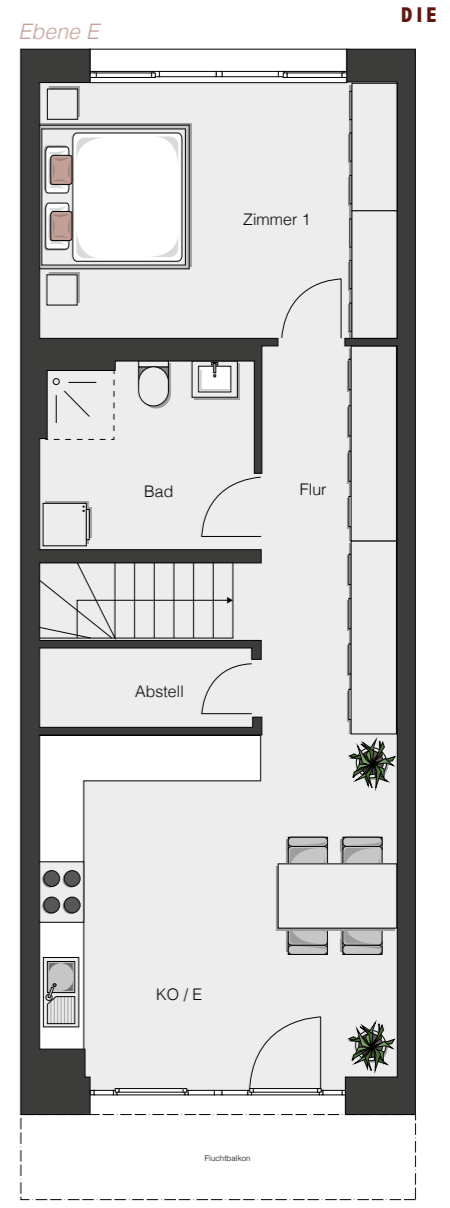 DIE
Ebene E
Zimmer 1
Bad
Flur
Abstell
KO / E
Fluchtbalkon